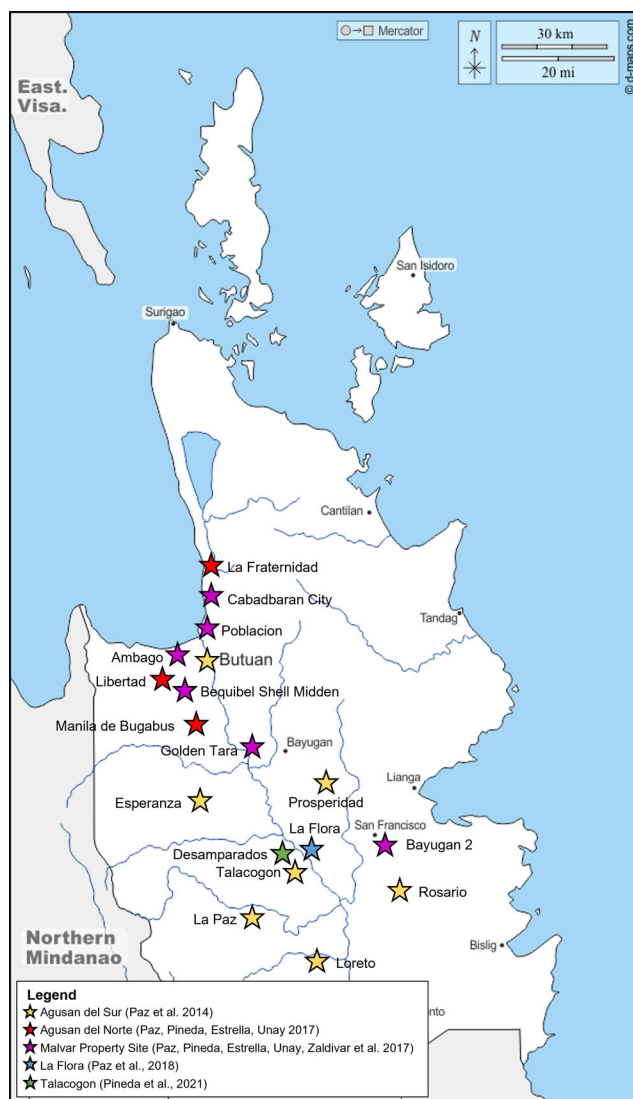 Mercator
N
30 km
20 mi
© d-maps.com
East.
Visa.
San Isidoro
Surigao
Cantilan
La Fraternidad
Cabadbaran City
Tandag
Poblacion
Ambago
Butuan
Libertad
Bequibel Shell Midden
Manila de Bugabus
Golden Tara
Bayugan
Lianga
Esperanza
Prosperidad
La Flora
San Francisco
Bayugan 2
Desamparados
Talacogon
Rosario
La Paz
Northern
Mindanao
Bislig
Loreto
Legend
Agusan del Sur (Paz et al. 2014)
Agusan del Norte (Paz, Pineda, Estrella, Unay 2017)
Malvar Property Site (Paz, Pineda, Estrella, Unay, Zaldivar et al. 2017)
La Flora (Paz et al., 2018)
Talacogon (Pineda et al., 2021)
nto